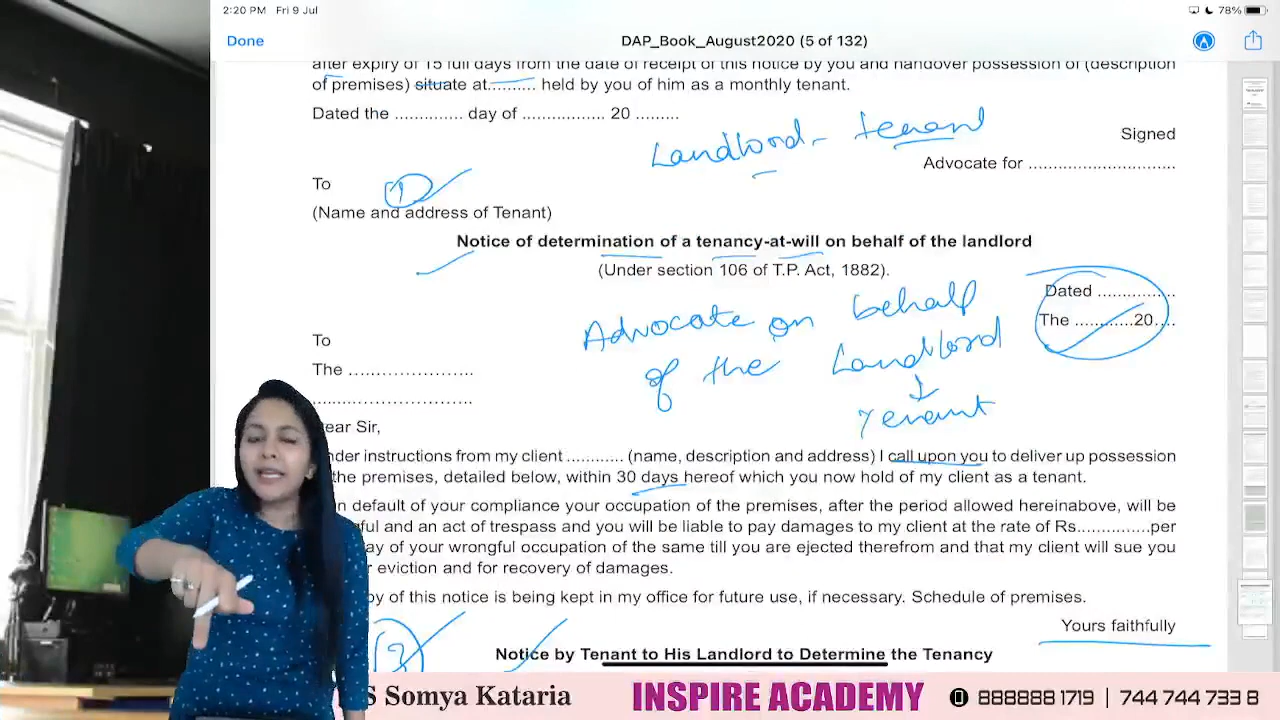 2:20 PM Fri 9 Jul
78%
Done
DAP_Book_August2020 (5 of 132)
after expiry of 15 full days from the date of receipt of this notice by you and handover possession of (description
of premises) situate at.......... held by you of him as a monthly tenant.
Dated the .............. day of ................ 20 .........
Landlord - tenant
Signed
Advocate for ..............................
To
1
(Name and address of Tenant)
Notice of determination of a tenancy-at-will on behalf of the landlord
(Under section 106 of T.P. Act, 1882).
Dated ................
The ............20....
Advocate on behalf
of the Landlord
Tenant
To
The ........................
..............................
ear Sir,
nder instructions from my client ............ (name, description and address) I call upon you to deliver up possession
the premises, detailed below, within 30 days hereof which you now hold of my client as a tenant.
n default of your compliance your occupation of the premises, after the period allowed hereinabove, will be
ful and an act of trespass and you will be liable to pay damages to my client at the rate of Rs...............per
ay of your wrongful occupation of the same till you are ejected therefrom and that my client will sue you
r eviction and for recovery of damages.
py of this notice is being kept in my office for future use, if necessary. Schedule of premises.
Yours faithfully
Notice by Tenant to His Landlord to Determine the Tenancy
S Somya Kataria INSPIRE ACADEMY 888888 1719 | 744 744 733 8